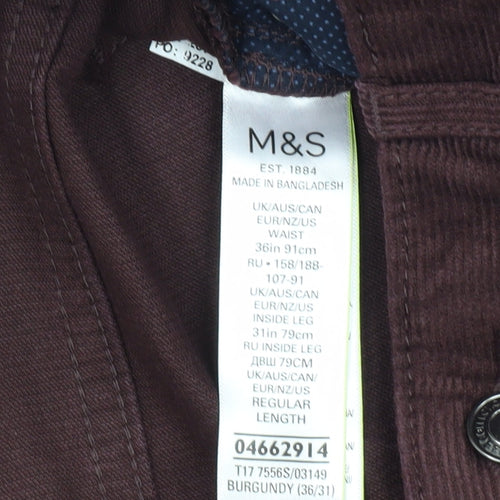 PO: 9228
M&S
EST. 1884
MADE IN BANGLADESH
UK/AUS/CAN
EUR/NZ/US
WAIST
36in 91cm
RU • 158/188-
107-91
UK/AUS/CAN
EUR/NZ/US
INSIDE LEG
31in 79cm
RU INSIDE LEG
ДВШ 79СМ
UK/AUS/CAN/
EUR/NZ/US
REGULAR
LENGTH
04662914
T17 7556S/03149
BURGUNDY (36/31)